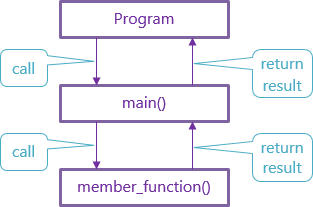 Program
call
return
result
main()
call
return
result
member_function()